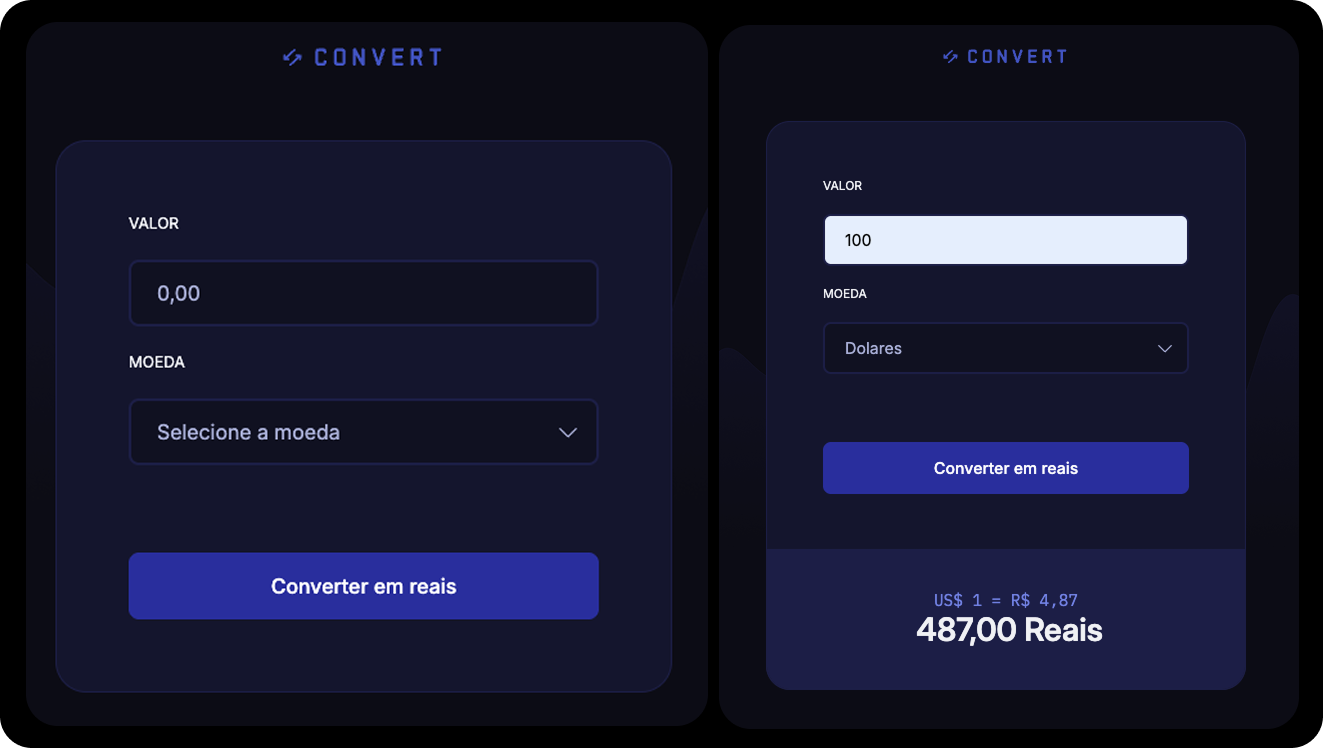 CONVERT
VALOR
0,00
MOEDA
Selecione a moeda
Converter em reais
CONVERT
VALOR
100
MOEDA
Dolares
Converter em reais
US$ 1 = R$ 4,87
487,00 Reais